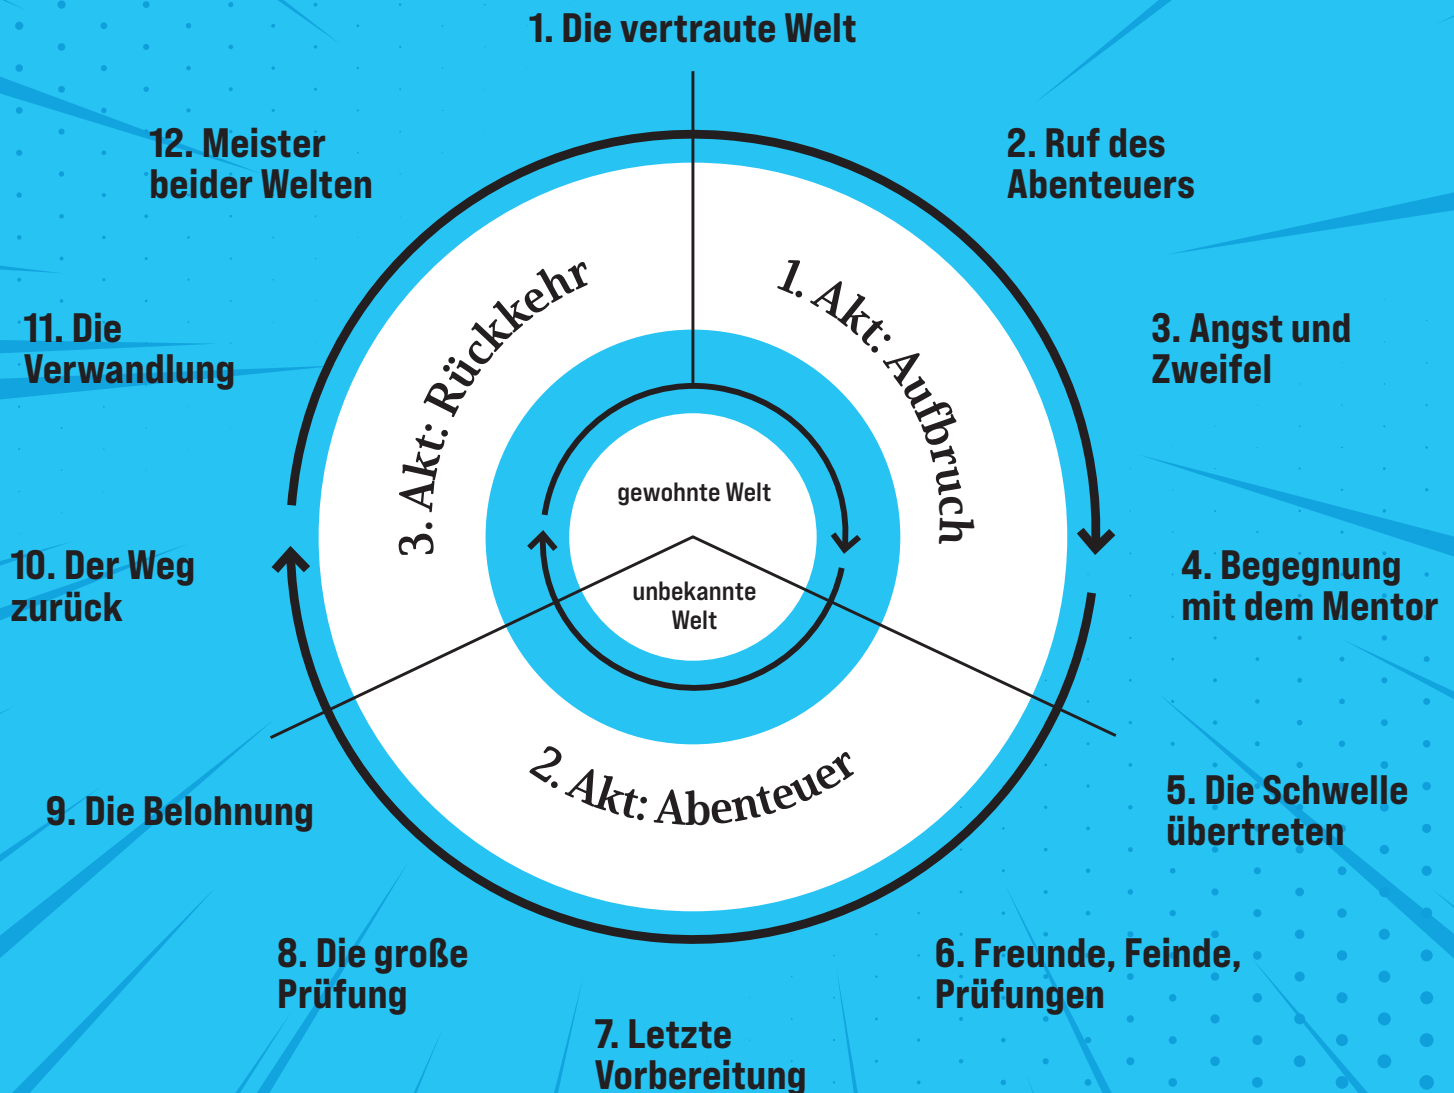 1. Die vertraute Welt
2. Ruf des
Abenteuers
3. Angst und
Zweifel
4. Begegnung
mit dem Mentor
5. Die Schwelle
übertreten
6. Freunde, Feinde,
Prüfungen
7. Letzte
Vorbereitung
8. Die große
Prüfung
9. Die Belohnung
10. Der Weg
zurück
11. Die
Verwandlung
12. Meister
beider Welten
1. Akt: Aufbruch
2. Akt: Abenteuer
3. Akt: Rückkehr
gewohnte Welt
unbekannte
Welt